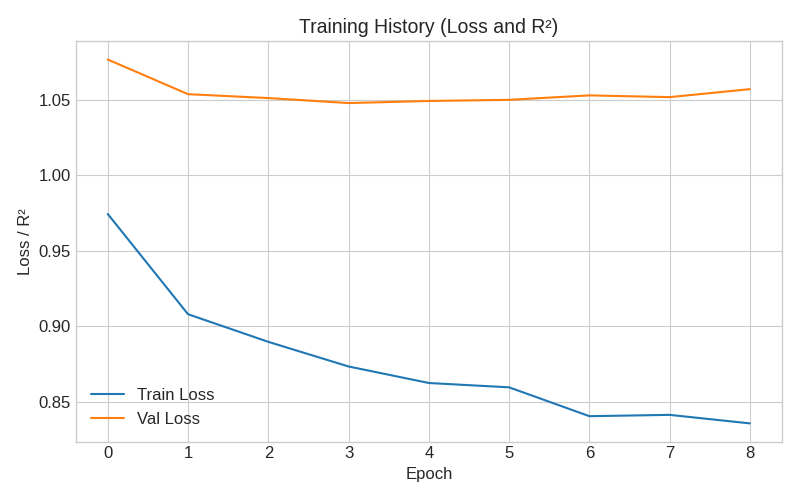 Training History (Loss and R²)
Loss / R²
1.05
1.00
0.95
0.90
0.85
Train Loss
Val Loss
0 1 2 3 4 5 6 7 8
Epoch